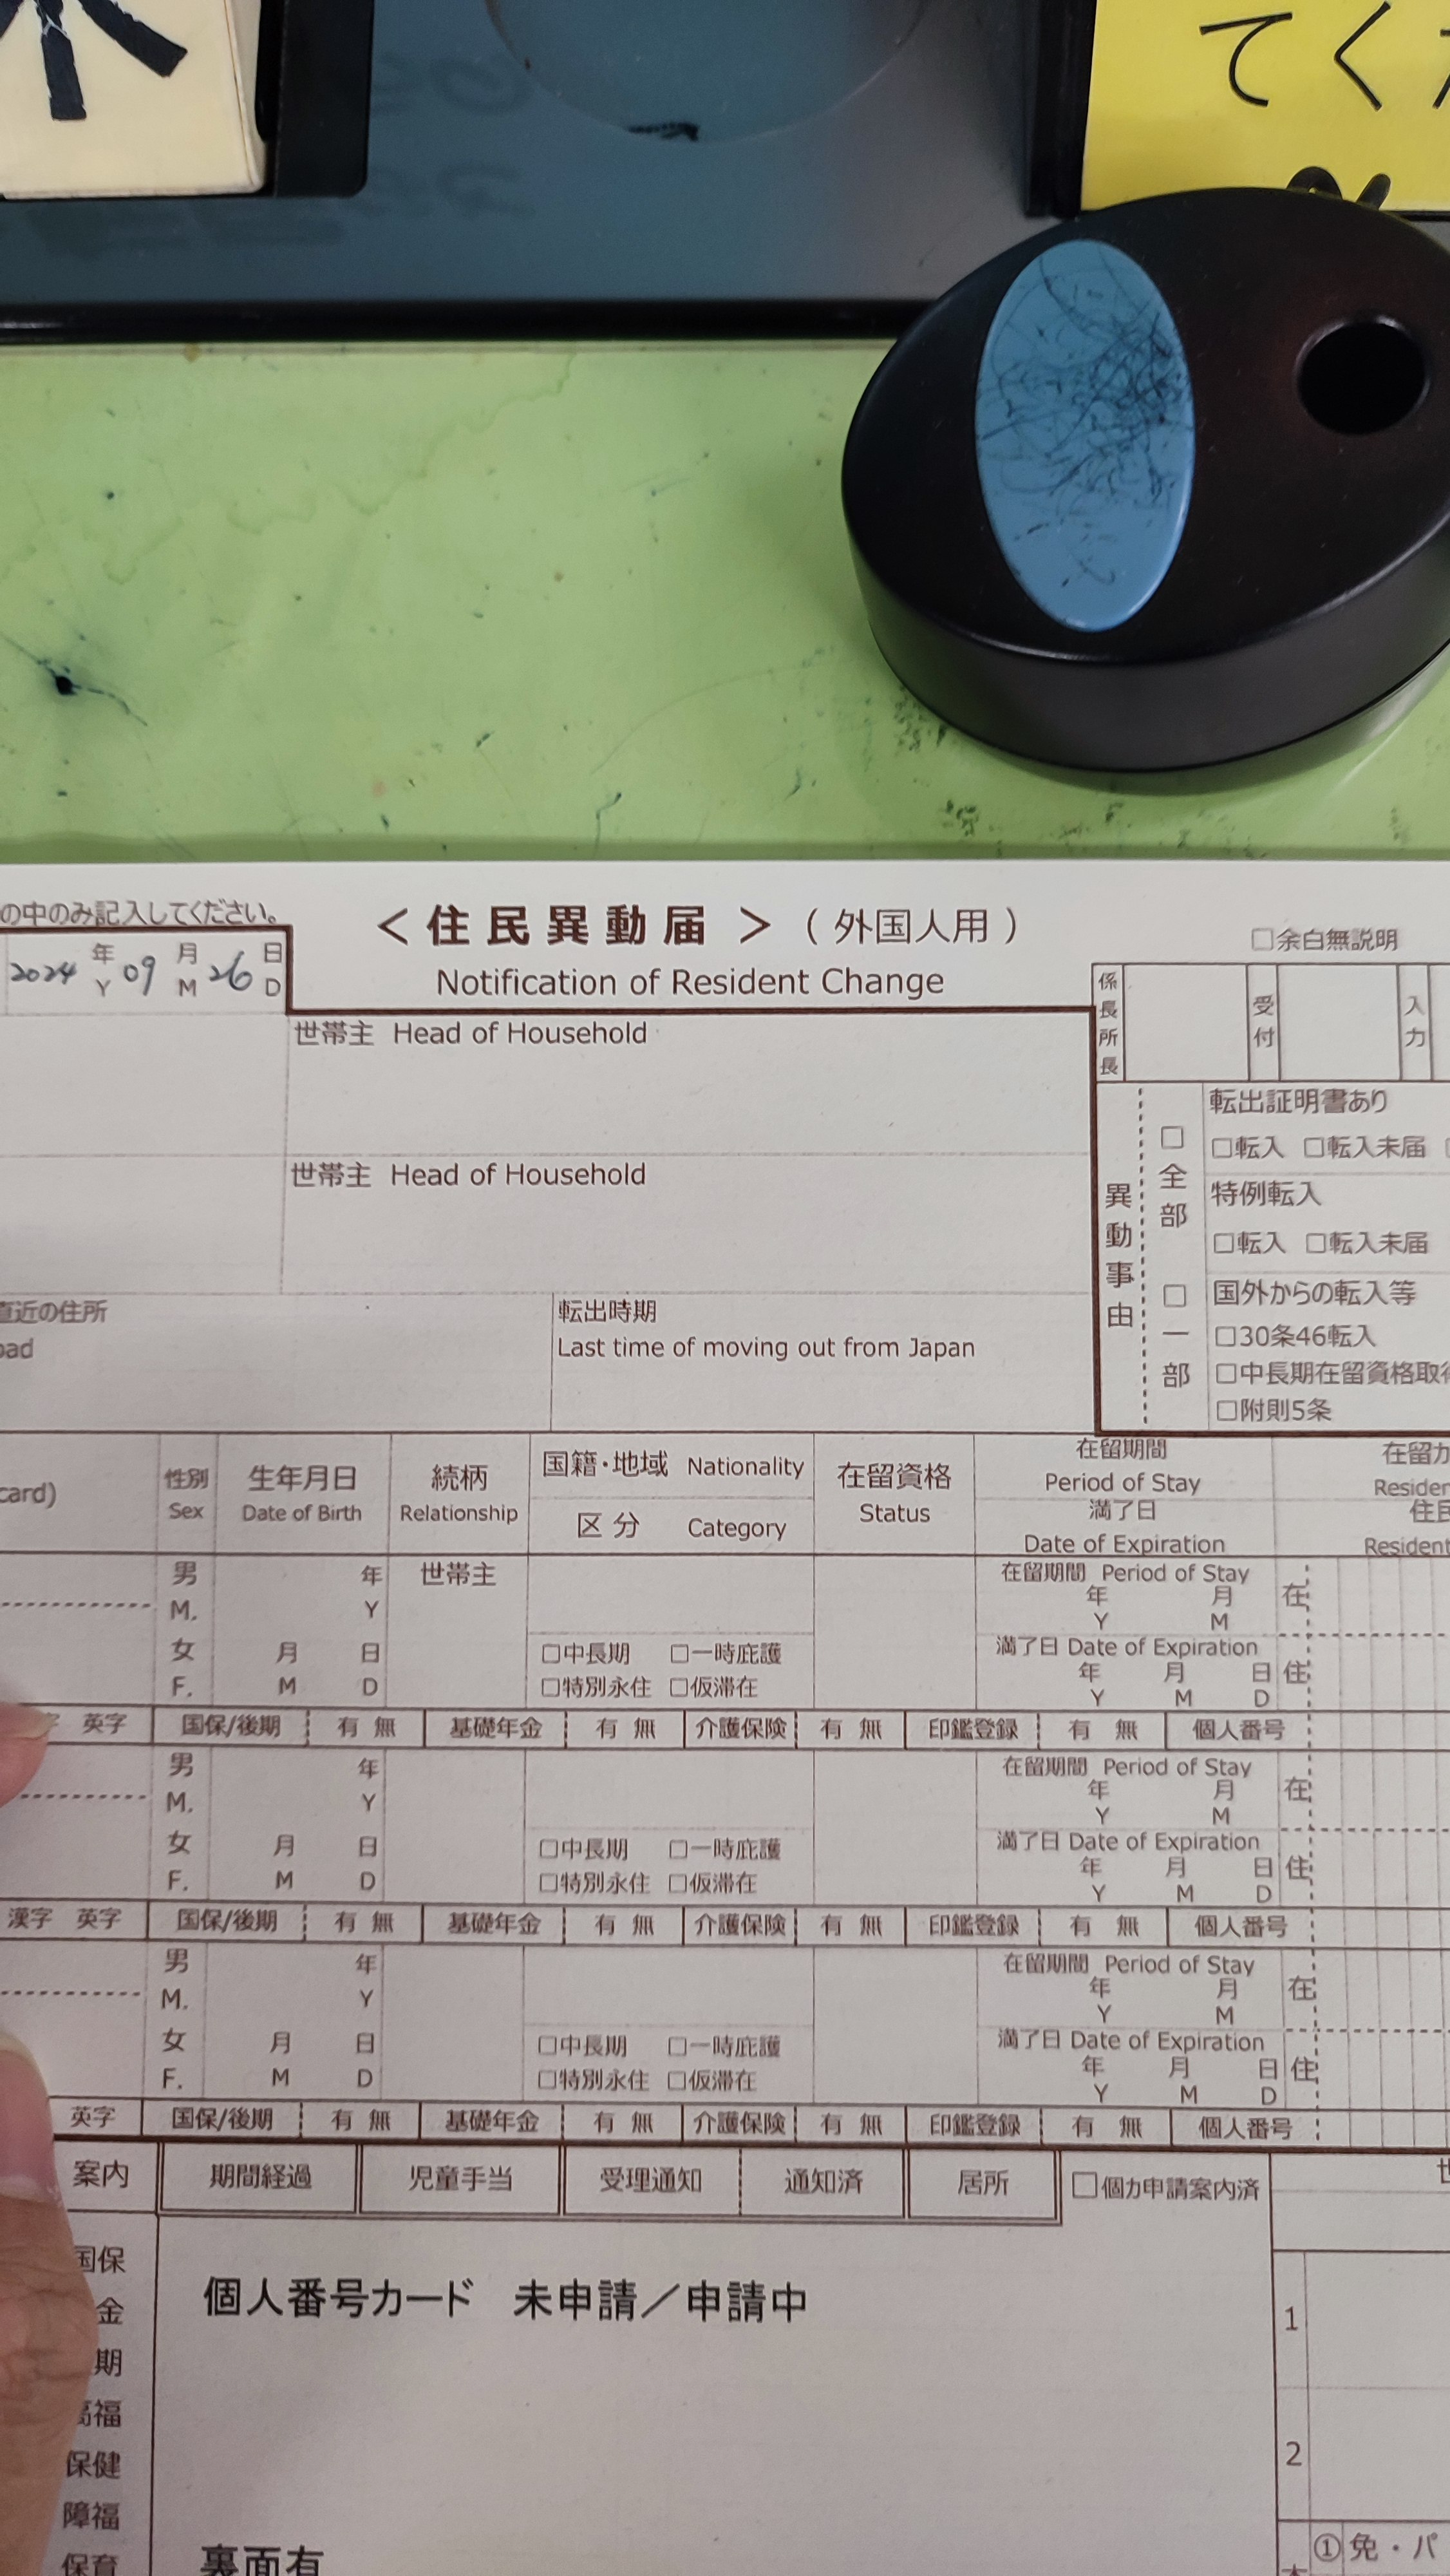 木
てくだ
の中のみ記入してください。
<住民異動届>(外国人用)
□余白無説明
2024 年 09 月 26 日
Y M D
Notification of Resident Change
係長所長
受付
入力
世帯主 Head of Household
転出証明書あり
□転入 □転入未届
世帯主 Head of Household
異動事由
□全部
□一部
特例転入
□転入 □転入未届
国外からの転入等
□30条46転入
□中長期在留資格取得
□附則5条
直近の住所
転出時期
Last time of moving out from Japan
card)
性別
Sex
生年月日
Date of Birth
続柄
Relationship
国籍・地域 Nationality
区分 Category
在留資格
Status
在留期間
Period of Stay
満了日
Date of Expiration
在留カ
Residen
住民
Resident
男 年 世帯主 在留期間 Period of Stay
M. Y 年 月 在
Y M
女 月 日 □中長期 □一時庇護 満了日 Date of Expiration
F. M D □特別永住 □仮滞在 年 月 日 住
Y M D
英字 国保/後期 有 無 基礎年金 有 無 介護保険 有 無 印鑑登録 有 無 個人番号
男 年 在留期間 Period of Stay
M. Y 年 月 在
Y M
女 月 日 □中長期 □一時庇護 満了日 Date of Expiration
F. M D □特別永住 □仮滞在 年 月 日 住
Y M D
漢字 英字 国保/後期 有 無 基礎年金 有 無 介護保険 有 無 印鑑登録 有 無 個人番号
男 年 在留期間 Period of Stay
M. Y 年 月 在
Y M
女 月 日 □中長期 □一時庇護 満了日 Date of Expiration
F. M D □特別永住 □仮滞在 年 月 日 住
Y M D
英字 国保/後期 有 無 基礎年金 有 無 介護保険 有 無 印鑑登録 有 無 個人番号
案内 期間経過 児童手当 受理通知 通知済 居所 □個カ申請案内済
国保
金
期
高福
保健
障福
保育
個人番号カード 未申請/申請中
1
2
裏面有
①免・パ